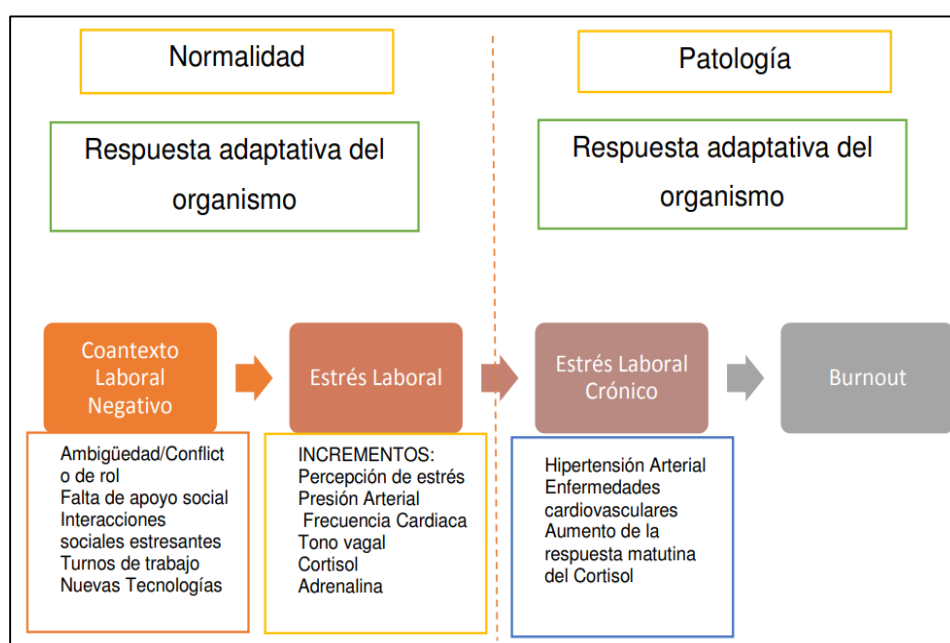 Normalidad
Patología
Respuesta adaptativa del
organismo
Respuesta adaptativa del
organismo
Coantexto
Laboral
Negativo
Estrés Laboral
Estrés Laboral
Crónico
Burnout
Ambigüedad/Conflict
o de rol
Falta de apoyo social
Interacciones
sociales estresantes
Turnos de trabajo
Nuevas Tecnologías
INCREMENTOS:
Percepción de estrés
Presión Arterial
Frecuencia Cardiaca
Tono vagal
Cortisol
Adrenalina
Hipertensión Arterial
Enfermedades
cardiovasculares
Aumento de la
respuesta matutina
del Cortisol